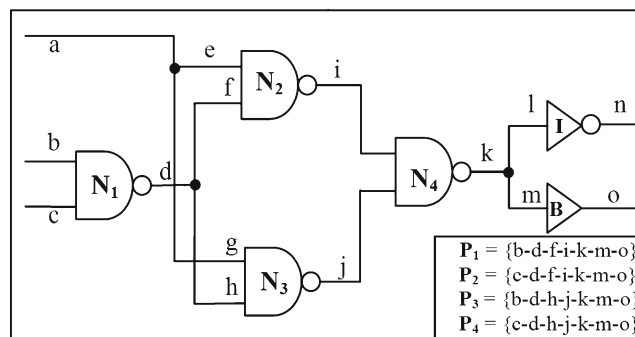 a
e
f
N2
i
b
c
N1
d
g
h
N3
j
N4
k
l
I
n
m
B
o
P1 = {b-d-f-i-k-m-o}
P2 = {c-d-f-i-k-m-o}
P3 = {b-d-h-j-k-m-o}
P4 = {c-d-h-j-k-m-o}